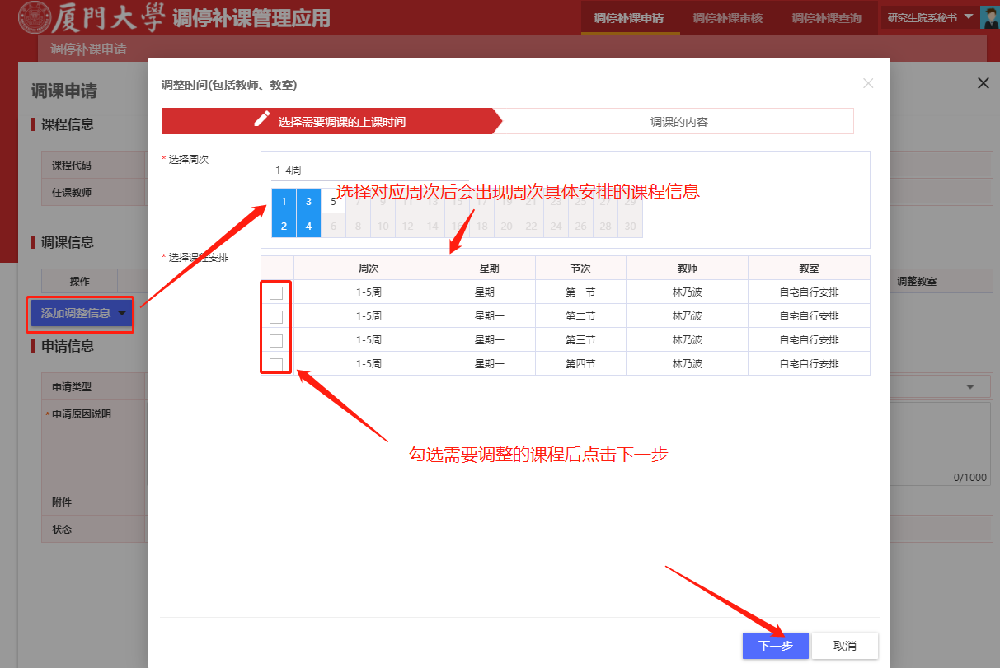 厦門大學 调停补课管理应用
调停补课申请 调停补课审核 调停补课查询 研究生院系秘书
调停补课申请
调课申请
课程信息
课程代码
任课教师
调课信息
操作
调整教室
添加调整信息
申请信息
申请类型
*申请原因说明
0/1000
附件
状态
调整时间(包括教师、教室)
选择需要调课的上课时间 调课的内容
* 选择周次
1-4周
选择对应周次后会出现周次具体安排的课程信息
1 3 5 7 9 11 13 15 17 19 21 23 25 27 29
2 4 6 8 10 12 14 16 18 20 22 24 26 28 30
* 选择课程安排
周次 星期 节次 教师 教室
1-5周 星期一 第一节 林乃波 自宅自行安排
1-5周 星期一 第二节 林乃波 自宅自行安排
1-5周 星期一 第三节 林乃波 自宅自行安排
1-5周 星期一 第四节 林乃波 自宅自行安排
勾选需要调整的课程后点击下一步
下一步 取消